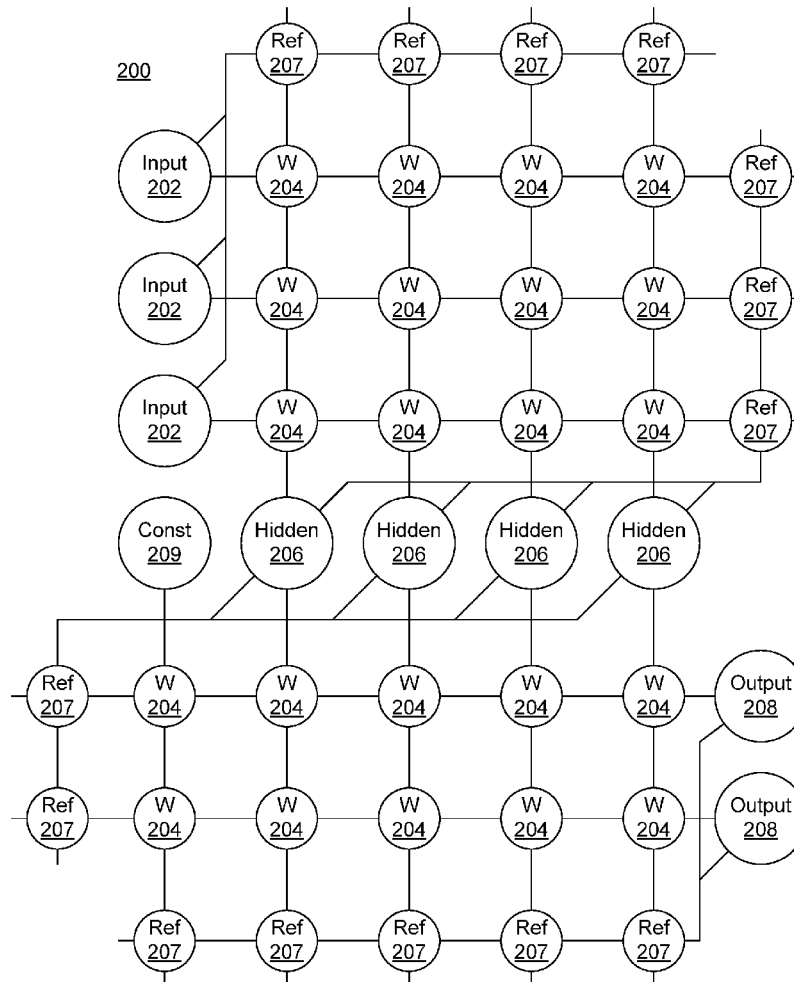 Ref Ref Ref Ref
207 207 207 207
200
Input W W W W Ref
202 204 204 204 204 207
Input W W W W Ref
202 204 204 204 204 207
Input W W W W Ref
202 204 204 204 204 207
Const Hidden Hidden Hidden Hidden
209 206 206 206 206
Ref W W W W W Output
207 204 204 204 204 204 208
Ref W W W W W Output
207 204 204 204 204 204 208
Ref Ref Ref Ref Ref
207 207 207 207 207